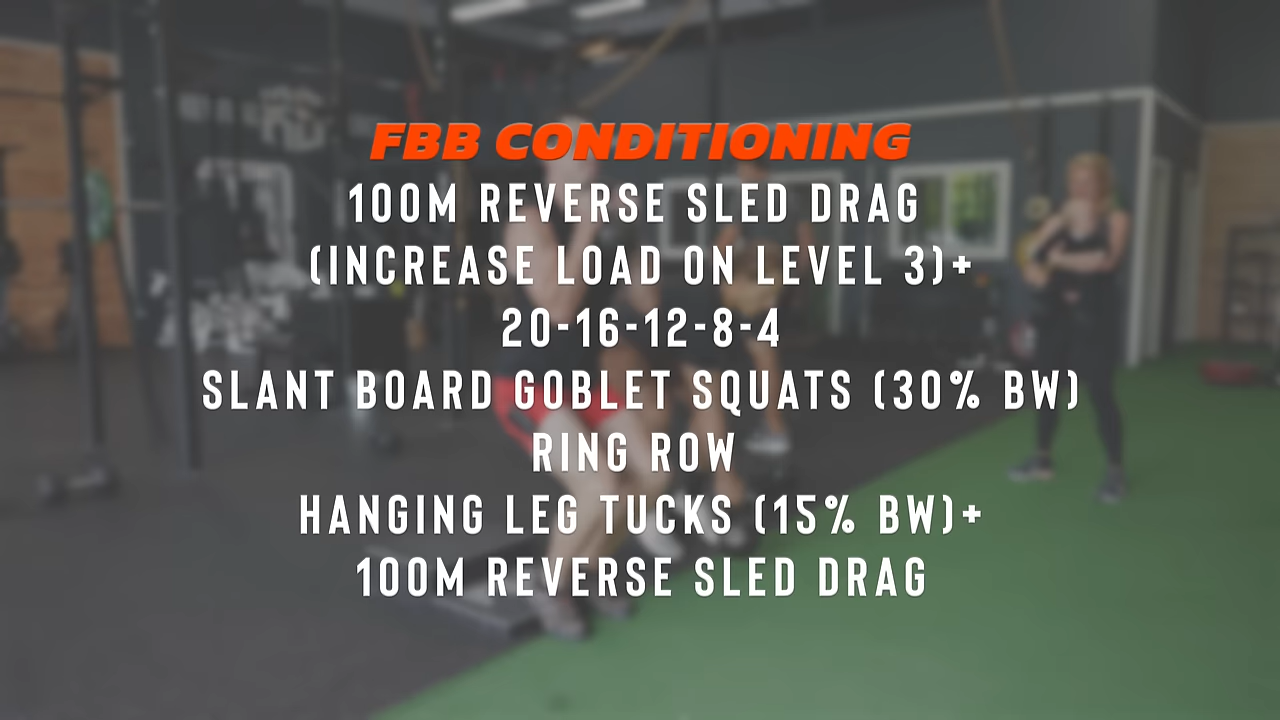 FBB CONDITIONING
100M REVERSE SLED DRAG
(INCREASE LOAD ON LEVEL 3)+
20-16-12-8-4
SLANT BOARD GOBLET SQUATS (30% BW)
RING ROW
HANGING LEG TUCKS (15% BW)+
100M REVERSE SLED DRAG